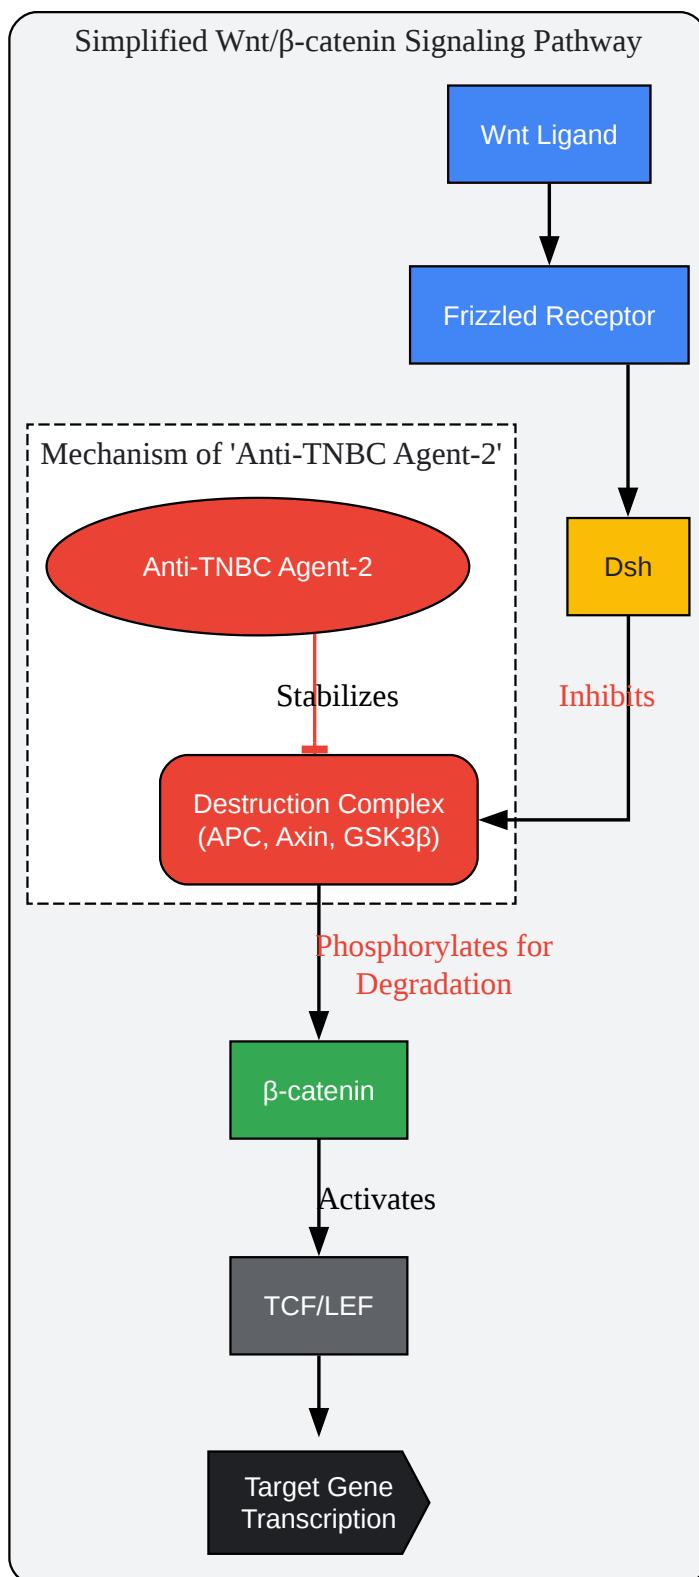 Simplified Wnt/β-catenin Signaling Pathway
Wnt Ligand
Frizzled Receptor
Mechanism of 'Anti-TNBC Agent-2'
Anti-TNBC Agent-2
Dsh
Stabilizes
Inhibits
Destruction Complex
(APC, Axin, GSK3β)
Phosphorylates for
Degradation
β-catenin
Activates
TCF/LEF
Target Gene
Transcription